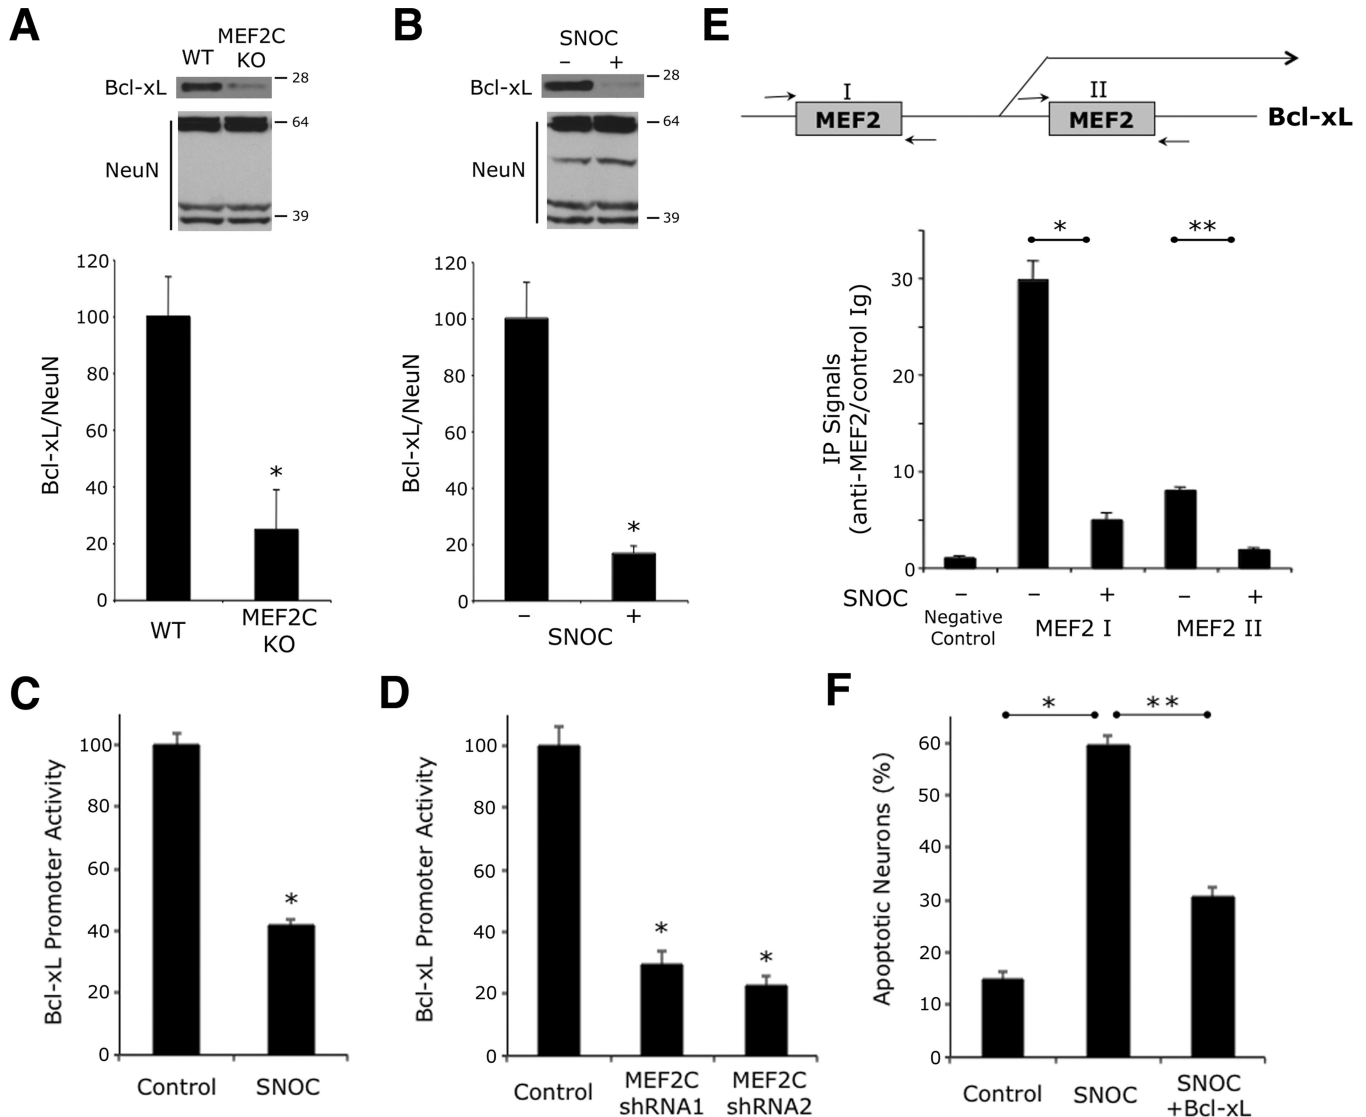 A
WT
MEF2C
KO
Bcl-xL
28
64
NeuN
39
Bcl-xL/NeuN
120
100
80
60
40
20
0
*
WT
MEF2C
KO
B
SNOC
– +
Bcl-xL
28
64
NeuN
39
Bcl-xL/NeuN
120
100
80
60
40
20
0
*
– +
SNOC
E
I
II
MEF2
MEF2
Bcl-xL
* **
IP Signals
(anti-MEF2/control Ig)
30
20
10
0
SNOC – – + – +
Negative
Control
MEF2 I
MEF2 II
C
Bcl-xL Promoter Activity
100
80
60
40
20
0
*
Control
SNOC
D
Bcl-xL Promoter Activity
100
80
60
40
20
0
*
*
Control
MEF2C
shRNA1
MEF2C
shRNA2
F
* **
Apoptotic Neurons (%)
60
50
40
30
20
10
0
Control
SNOC
SNOC
+Bcl-xL